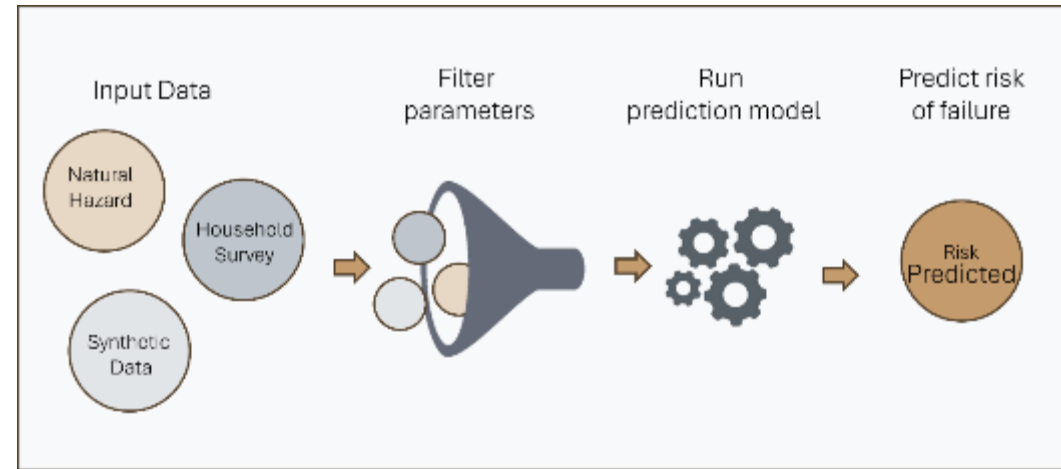 Input Data
Filter
parameters
Run
prediction model
Predict risk
of failure
Natural
Hazard
Household
Survey
Synthetic
Data
Risk
Predicted